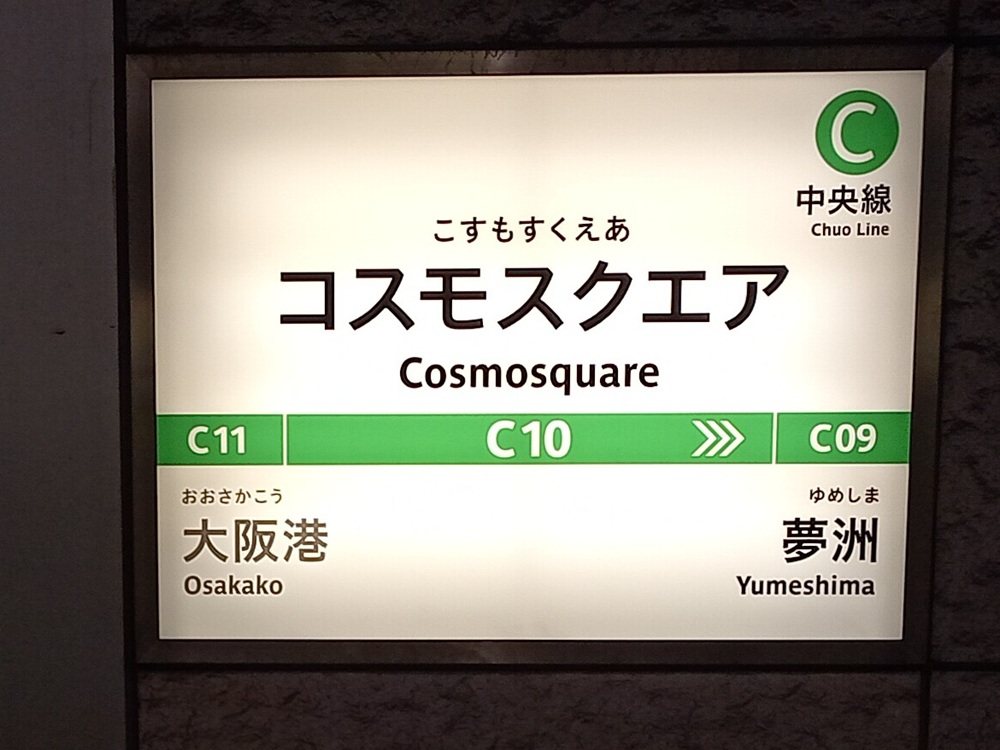 C
中央線
Chuo Line
こすもすくえあ
コスモスクエア
Cosmosquare
C11 C10 C09
おおさかこう
大阪港
Osakako
ゆめしま
夢洲
Yumeshima